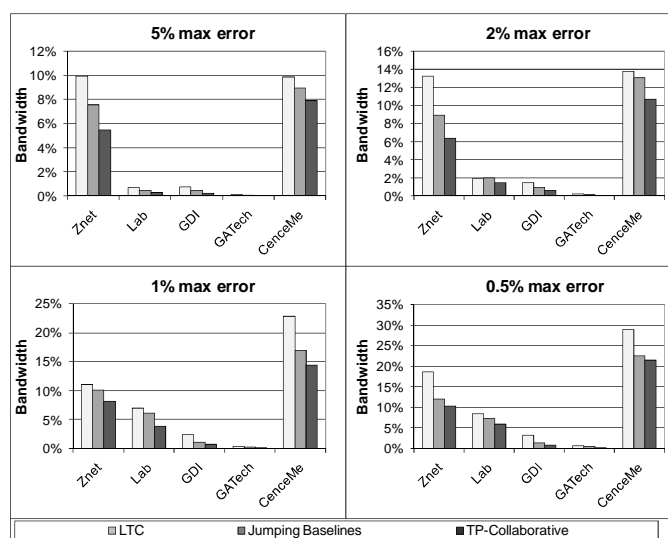 5% max error
Bandwidth
12%
10%
8%
6%
4%
2%
0%
Znet
Lab
GDI
GATech
CenceMe
2% max error
Bandwidth
16%
14%
12%
10%
8%
6%
4%
2%
0%
Znet
Lab
GDI
GATech
CenceMe
1% max error
Bandwidth
25%
20%
15%
10%
5%
0%
Znet
Lab
GDI
GATech
CenceMe
0.5% max error
Bandwidth
35%
30%
25%
20%
15%
10%
5%
0%
Znet
Lab
GDI
GATech
CenceMe
LTC
Jumping Baselines
TP-Collaborative